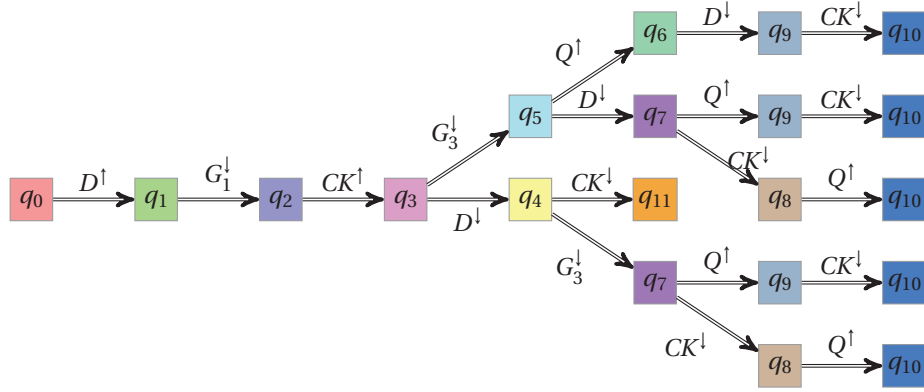 q₆ D↓ q₉ CK↓ q₁₀
Q↑
q₅ D↓ q₇ Q↑ q₉ CK↓ q₁₀
G₃↓ CK↓
q₀ D↑ q₁ G₁↓ q₂ CK↑ q₃ D↓ q₄ CK↓ q₁₁ q₈ Q↑ q₁₀
G₃↓ q₇ Q↑ q₉ CK↓ q₁₀
CK↓ q₈ Q↑ q₁₀